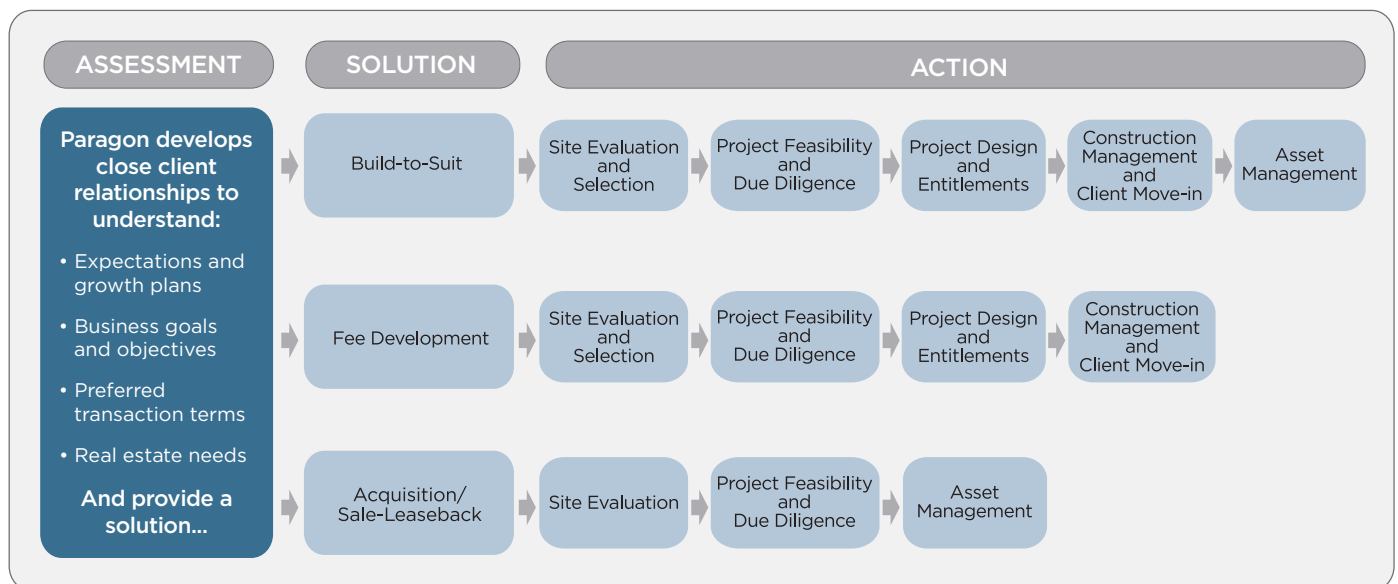 ASSESSMENT
SOLUTION
ACTION
Paragon develops
close client
relationships to
understand:
• Expectations and
growth plans
• Business goals
and objectives
• Preferred
transaction terms
• Real estate needs
And provide a
solution...
Build-to-Suit
Site Evaluation
and
Selection
Project Feasibility
and
Due Diligence
Project Design
and
Entitlements
Construction
Management
and
Client Move-in
Asset
Management
Fee Development
Site Evaluation
and
Selection
Project Feasibility
and
Due Diligence
Project Design
and
Entitlements
Construction
Management
and
Client Move-in
Acquisition/
Sale-Leaseback
Site Evaluation
Project Feasibility
and
Due Diligence
Asset
Management